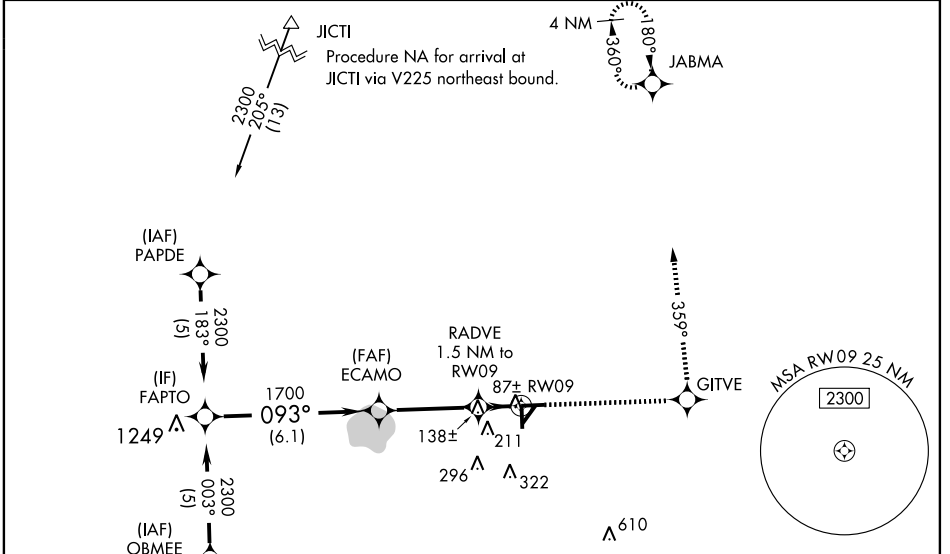 JICTI
Procedure NA for arrival at
JICTI via V225 northeast bound.
2300
205°
(13)
4 NM
360°
180°
JABMA
(IAF)
PAPDE
2300
183°
(5)
(IF)
FAPTO
1249
1700
093°
(6.1)
(FAF)
ECAMO
RADVE
1.5 NM to
RW09
87± RW09
138±
211
296
322
610
359°
GITVE
MSA RW09 25 NM
2300
2300
003°
(5)
(IAF)
OBMEE